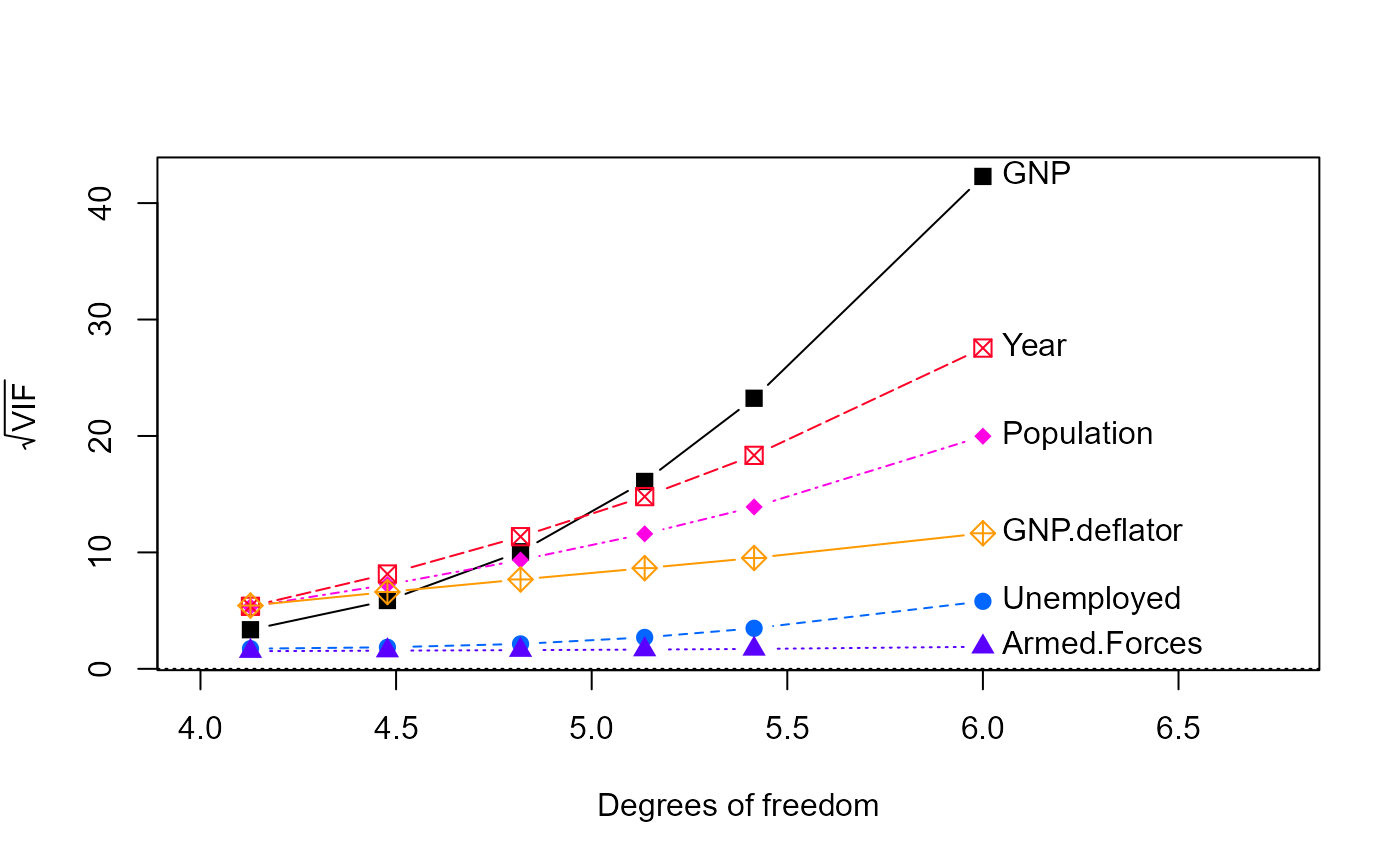 GNP
Year
Population
GNP.deflator
Unemployed
Armed.Forces
√VIF
40
30
20
10
0
4.0 4.5 5.0 5.5 6.0 6.5
Degrees of freedom